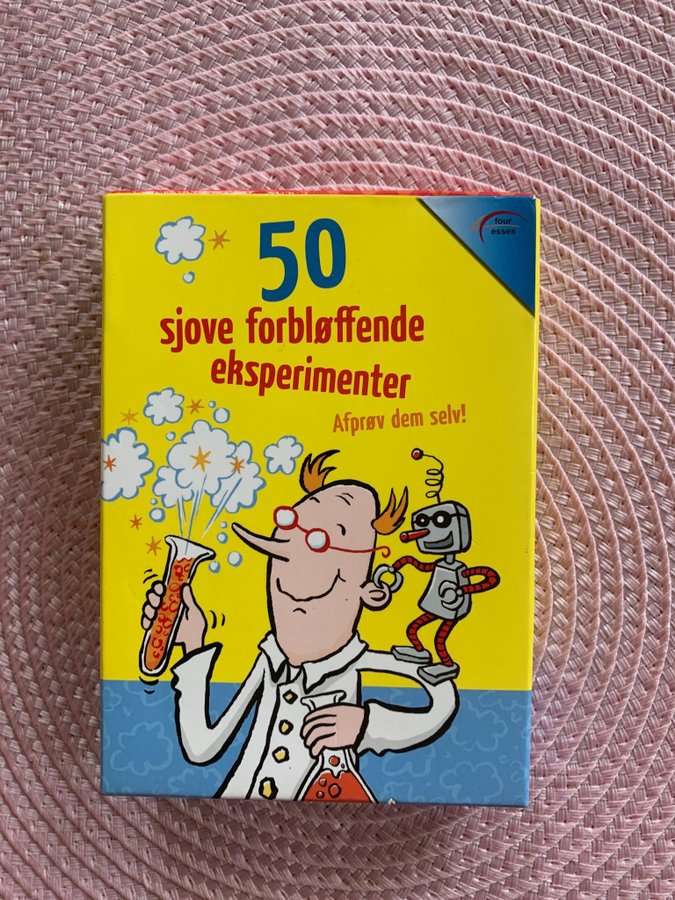 four
esses
50
sjove forbløffende
eksperimenter
Afprøv dem selv!